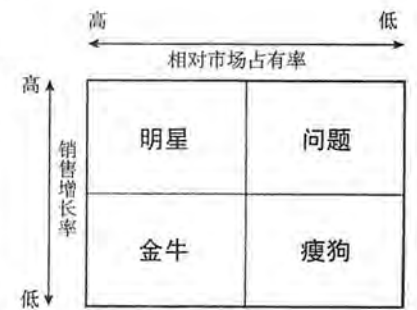 高 低
相对市场占有率
高
销售增长率
低
明星 问题
金牛 瘦狗